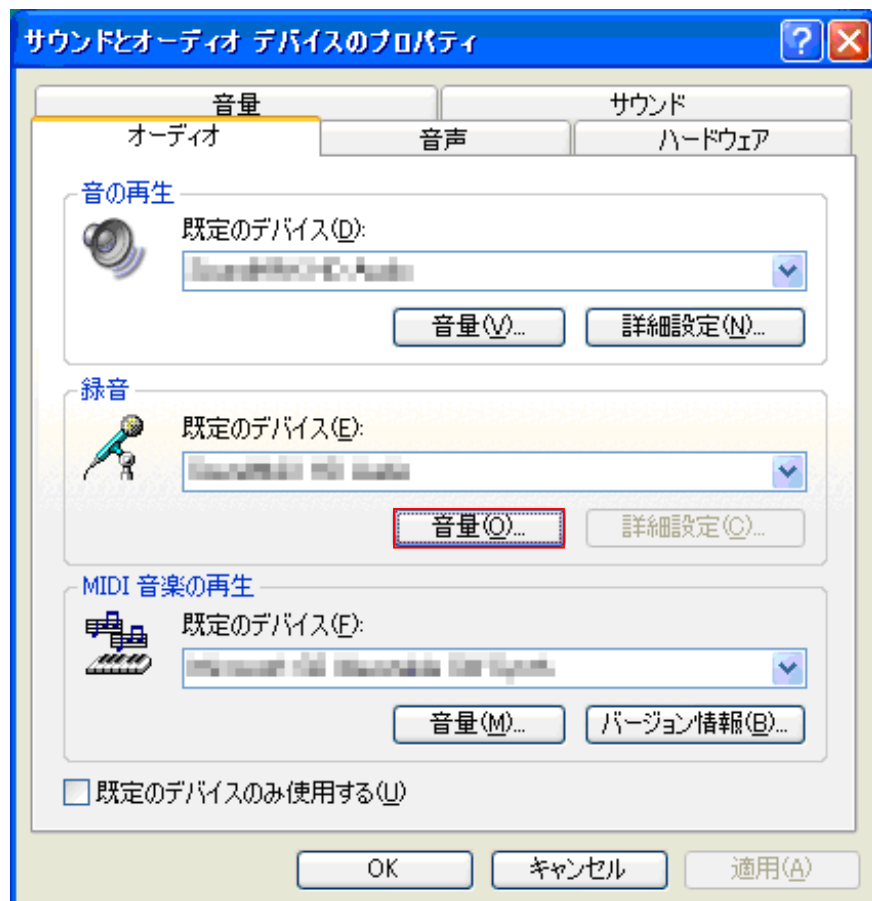 サウンドとオーディオ デバイスのプロパティ
音量 サウンド
オーディオ 音声 ハードウェア
音の再生
既定のデバイス(D):
音量(V)... 詳細設定(N)...
録音
既定のデバイス(E):
音量(O)... 詳細設定(C)...
MIDI 音楽の再生
既定のデバイス(F):
音量(M)... バージョン情報(B)...
既定のデバイスのみ使用する(U)
OK キャンセル 適用(A)